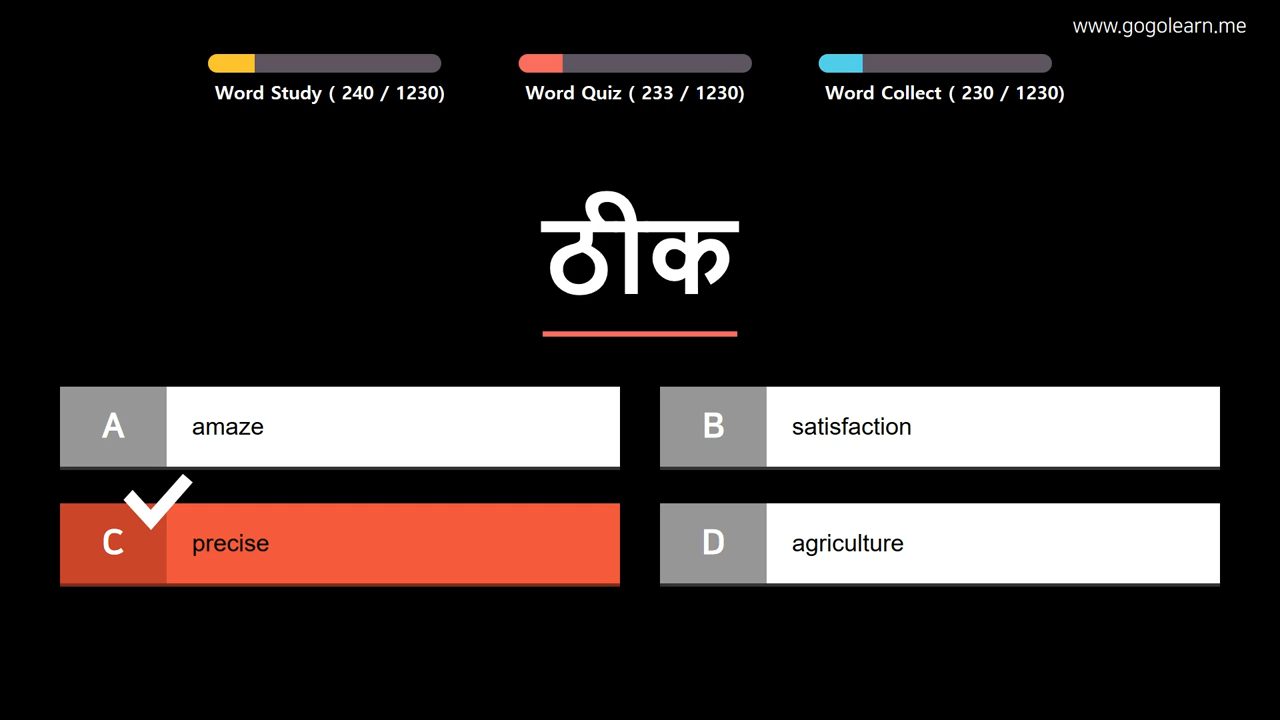 www.gogolearn.me
Word Study ( 240 / 1230)
Word Quiz ( 233 / 1230)
Word Collect ( 230 / 1230)
ठीक
A amaze
B satisfaction
C precise
D agriculture